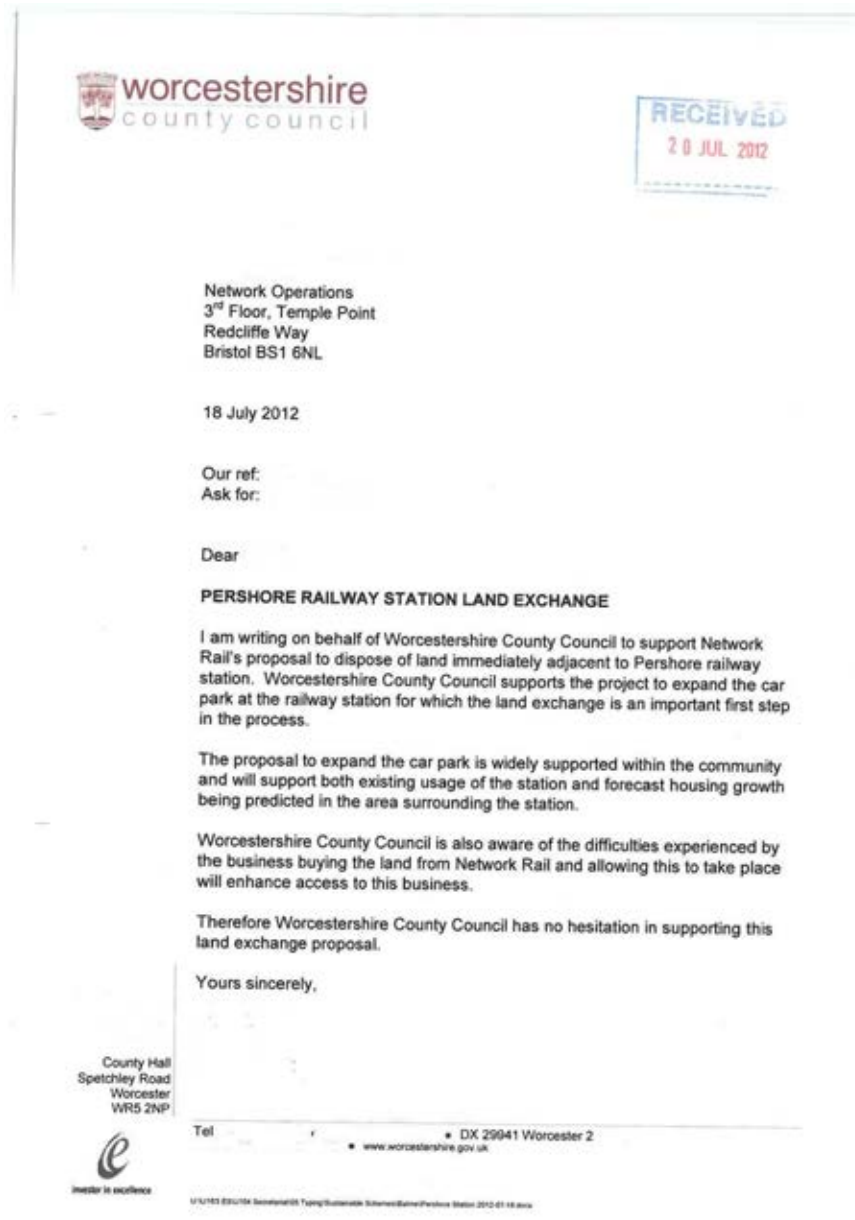 worcestershire
county council
RECEIVED
20 JUL 2012
Network Operations
3rd Floor, Temple Point
Redcliffe Way
Bristol BS1 6NL
18 July 2012
Our ref:
Ask for:
Dear
PERSHORE RAILWAY STATION LAND EXCHANGE
I am writing on behalf of Worcestershire County Council to support Network
Rail's proposal to dispose of land immediately adjacent to Pershore railway
station. Worcestershire County Council supports the project to expand the car
park at the railway station for which the land exchange is an important first step
in the process.
The proposal to expand the car park is widely supported within the community
and will support both existing usage of the station and forecast housing growth
being predicted in the area surrounding the station.
Worcestershire County Council is also aware of the difficulties experienced by
the business buying the land from Network Rail and allowing this to take place
will enhance access to this business.
Therefore Worcestershire County Council has no hesitation in supporting this
land exchange proposal.
Yours sincerely,
County Hall
Spetchley Road
Worcester
WR5 2NP
Tel • DX 29941 Worcester 2
• www.worcestershire.gov.uk
investor in excellence